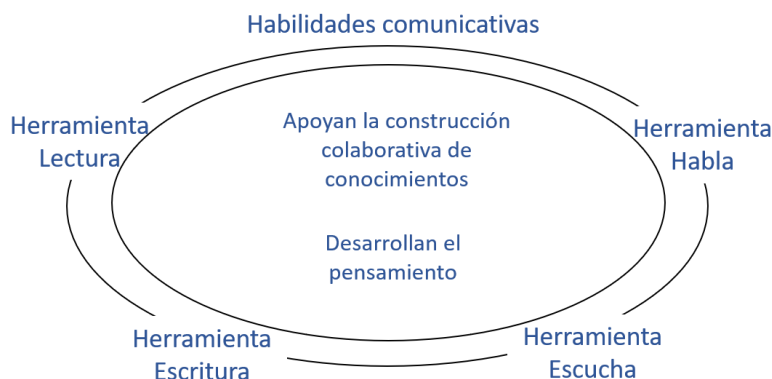 Habilidades comunicativas
Herramienta
Lectura
Apoyan la construcción
colaborativa de
conocimientos
Herramienta
Habla
Desarrollan el
pensamiento
Herramienta
Escritura
Herramienta
Escucha